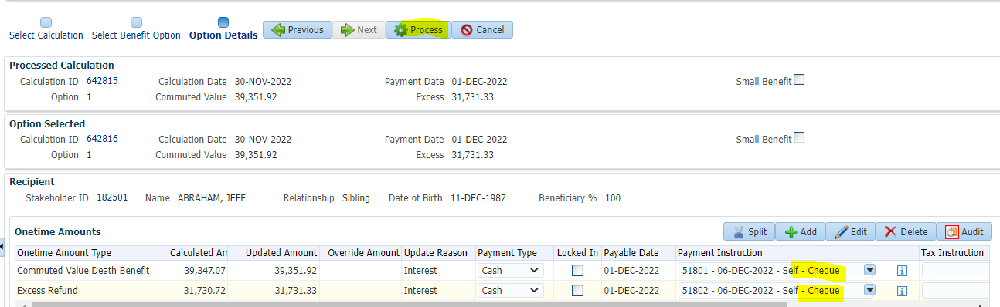 Select Calculation Select Benefit Option Option Details Previous Next Process Cancel
Processed Calculation
Calculation ID 642815 Calculation Date 30-NOV-2022 Payment Date 01-DEC-2022 Small Benefit
Option 1 Commuted Value 39,351.92 Excess 31,731.33
Option Selected
Calculation ID 642816 Calculation Date 30-NOV-2022 Payment Date 01-DEC-2022 Small Benefit
Option 1 Commuted Value 39,351.92 Excess 31,731.33
Recipient
Stakeholder ID 182501 Name ABRAHAM, JEFF Relationship Sibling Date of Birth 11-DEC-1987 Beneficiary % 100
Onetime Amounts Split Add Edit Delete Audit
Onetime Amount Type Calculated Am Updated Amount Override Amount Update Reason Payment Type Locked In Payable Date Payment Instruction Tax Instruction
Commuted Value Death Benefit 39,347.07 39,351.92 Interest Cash 01-DEC-2022 51801 - 06-DEC-2022 - Self - Cheque
Excess Refund 31,730.72 31,731.33 Interest Cash 01-DEC-2022 51802 - 06-DEC-2022 - Self - Cheque